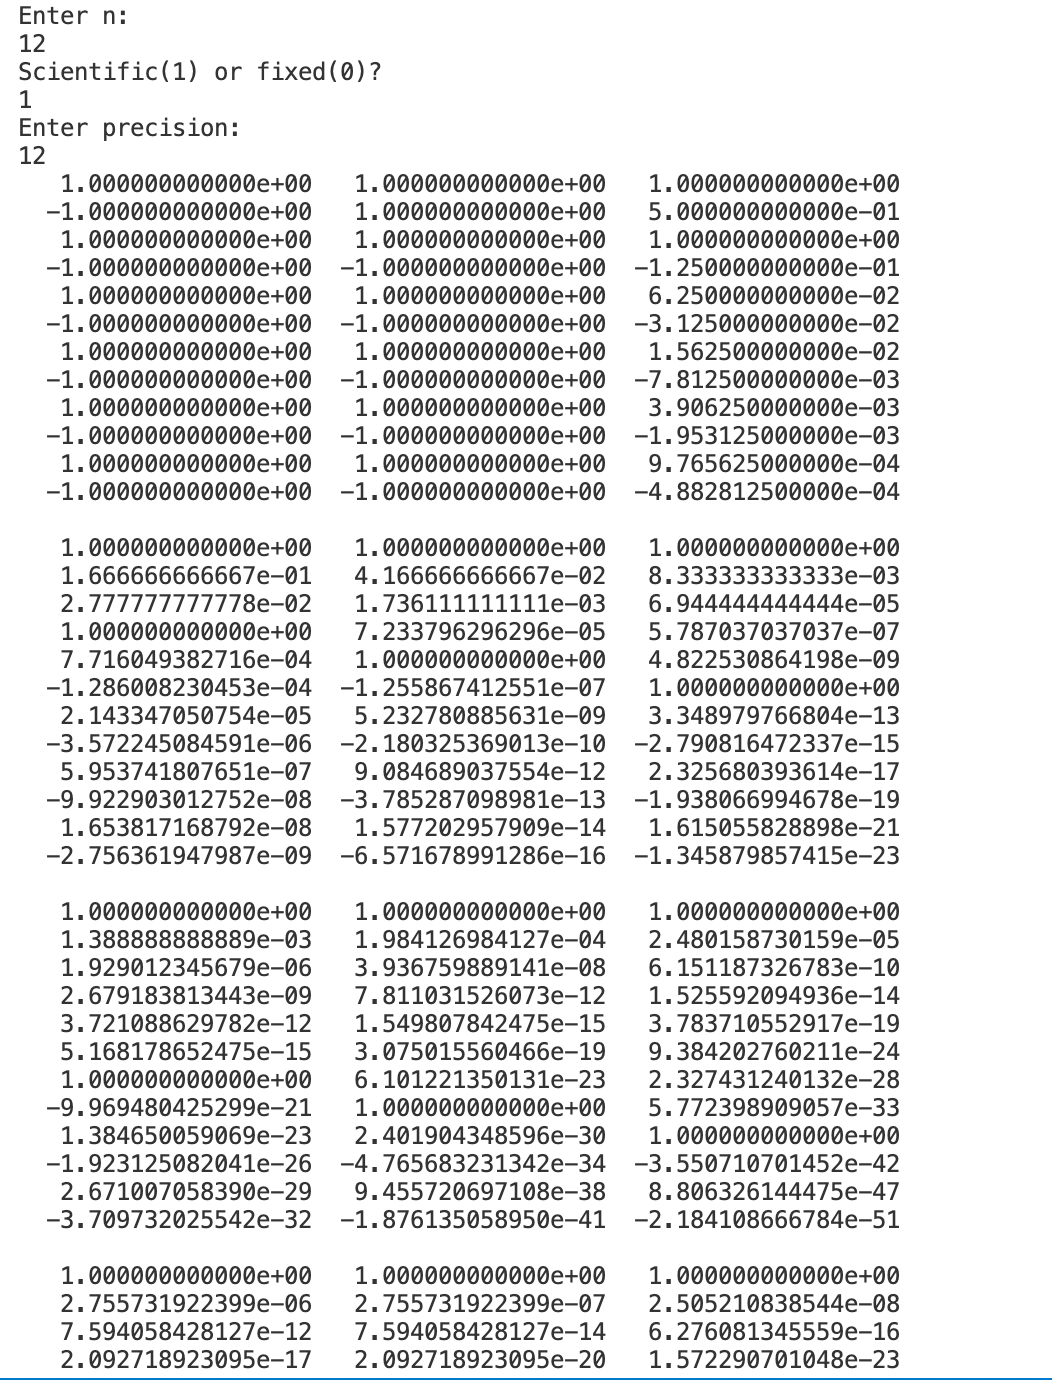 Enter n:
12
Scientific(1) or fixed(0)?
1
Enter precision:
12
1.000000000000e+00 1.000000000000e+00 1.000000000000e+00
−1.000000000000e+00 1.000000000000e+00 5.000000000000e−01
1.000000000000e+00 1.000000000000e+00 1.000000000000e+00
−1.000000000000e+00 −1.000000000000e+00 −1.250000000000e−01
1.000000000000e+00 1.000000000000e+00 6.250000000000e−02
−1.000000000000e+00 −1.000000000000e+00 −3.125000000000e−02
1.000000000000e+00 1.000000000000e+00 1.562500000000e−02
−1.000000000000e+00 −1.000000000000e+00 −7.812500000000e−03
1.000000000000e+00 1.000000000000e+00 3.906250000000e−03
−1.000000000000e+00 −1.000000000000e+00 −1.953125000000e−03
1.000000000000e+00 1.000000000000e+00 9.765625000000e−04
−1.000000000000e+00 −1.000000000000e+00 −4.882812500000e−04
1.000000000000e+00 1.000000000000e+00 1.000000000000e+00
1.666666666667e−01 4.166666666667e−02 8.333333333333e−03
2.777777777778e−02 1.736111111111e−03 6.944444444444e−05
1.000000000000e+00 7.233796296296e−05 5.787037037037e−07
7.716049382716e−04 1.000000000000e+00 4.822530864198e−09
−1.286008230453e−04 −1.255867412551e−07 1.000000000000e+00
2.143347050754e−05 5.232780885631e−09 3.348979766804e−13
−3.572245084591e−06 −2.180325369013e−10 −2.790816472337e−15
5.953741807651e−07 9.084689037554e−12 2.325680393614e−17
−9.922903012752e−08 −3.785287098981e−13 −1.938066994678e−19
1.653817168792e−08 1.577202957909e−14 1.615055828898e−21
−2.756361947987e−09 −6.571678991286e−16 −1.345879857415e−23
1.000000000000e+00 1.000000000000e+00 1.000000000000e+00
1.388888888889e−03 1.984126984127e−04 2.480158730159e−05
1.929012345679e−06 3.936759889141e−08 6.151187326783e−10
2.679183813443e−09 7.811031526073e−12 1.525592094936e−14
3.721088629782e−12 1.549807842475e−15 3.783710552917e−19
5.168178652475e−15 3.075015560466e−19 9.384202760211e−24
1.000000000000e+00 6.101221350131e−23 2.327431240132e−28
−9.969480425299e−21 1.000000000000e+00 5.772398909057e−33
1.384650059069e−23 2.401904348596e−30 1.000000000000e+00
−1.923125082041e−26 −4.765683231342e−34 −3.550710701452e−42
2.671007058390e−29 9.455720697108e−38 8.806326144475e−47
−3.709732025542e−32 −1.876135058950e−41 −2.184108666784e−51
1.000000000000e+00 1.000000000000e+00 1.000000000000e+00
2.755731922399e−06 2.755731922399e−07 2.505210838544e−08
7.594058428127e−12 7.594058428127e−14 6.276081345559e−16
2.092718923095e−17 2.092718923095e−20 1.572290701048e−23